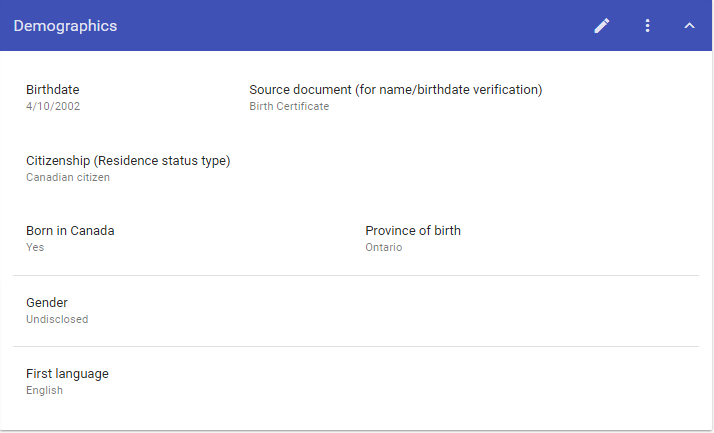 Demographics
Birthdate
Source document (for name/birthdate verification)
4/10/2002
Birth Certificate
Citizenship (Residence status type)
Canadian citizen
Born in Canada
Province of birth
Yes
Ontario
Gender
Undisclosed
First language
English